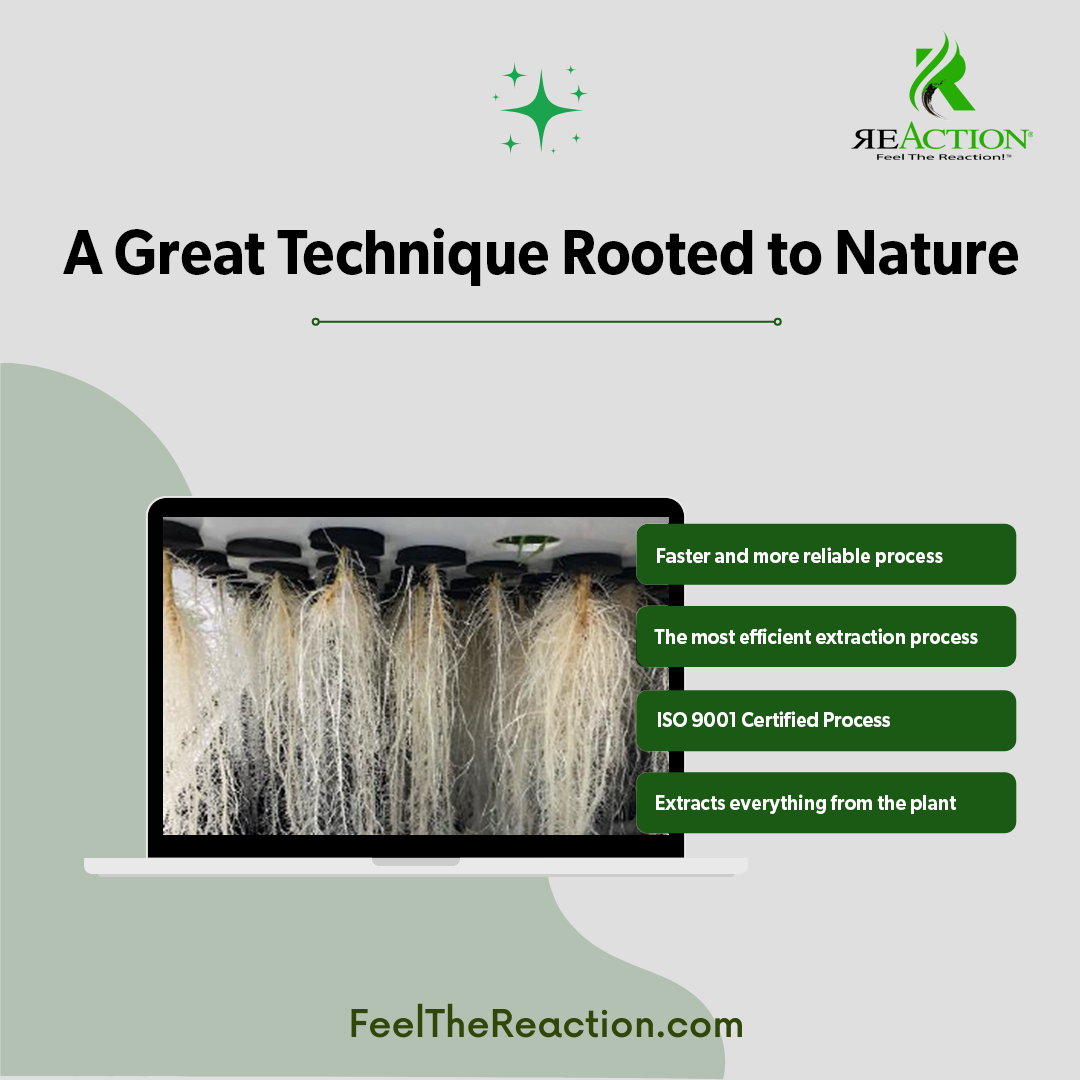 ЯEACTION®
Feel The Reaction!™
A Great Technique Rooted to Nature
Faster and more reliable process
The most efficient extraction process
ISO 9001 Certified Process
Extracts everything from the plant
FeelTheReaction.com